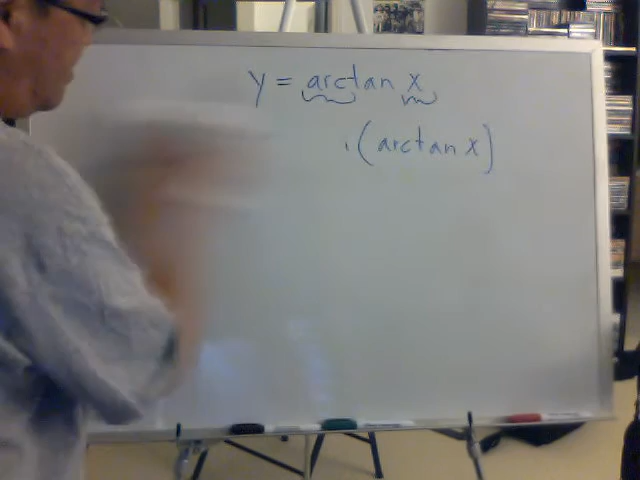 y = arctan x
(arctan x)